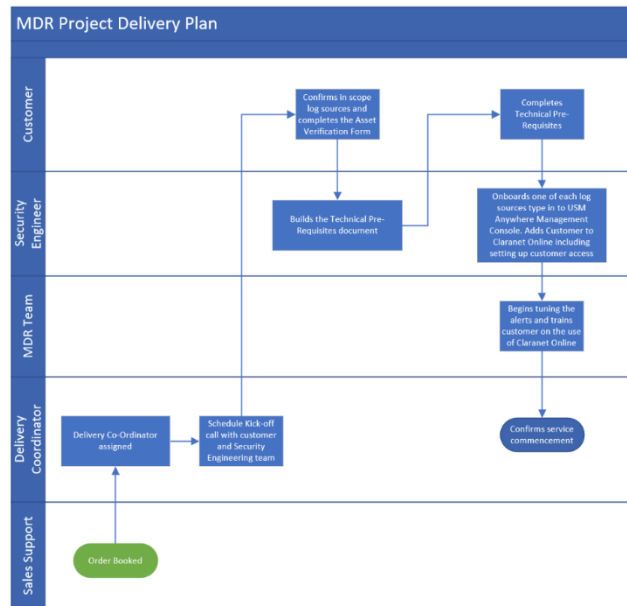 MDR Project Delivery Plan
Customer
Confirms in scope
log sources and
completes the Asset
Verification Form
Completes
Technical Pre-
Requisites
Security
Engineer
Builds the Technical Pre-
Requisites document
Onboards one of each log
sources type in to USM
Anywhere Management
Console. Adds Customer to
Claranet Online including
setting up customer access
MDR Team
Begins tuning the
alerts and trains
customer on the use
of Claranet Online
Delivery
Coordinator
Delivery Co-Ordinator
assigned
Schedule Kick-off
call with customer
and Security
Engineering team
Confirms service
commencement
Sales Support
Order Booked